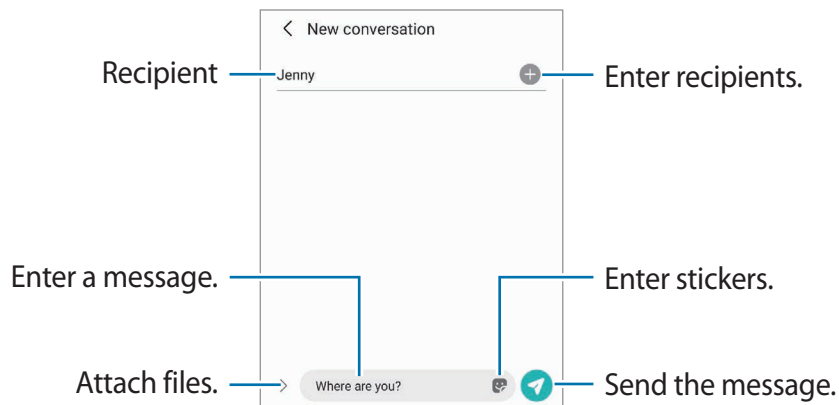 New conversation
Recipient
Jenny
Enter recipients.
Enter a message.
Enter stickers.
Attach files.
Where are you?
Send the message.